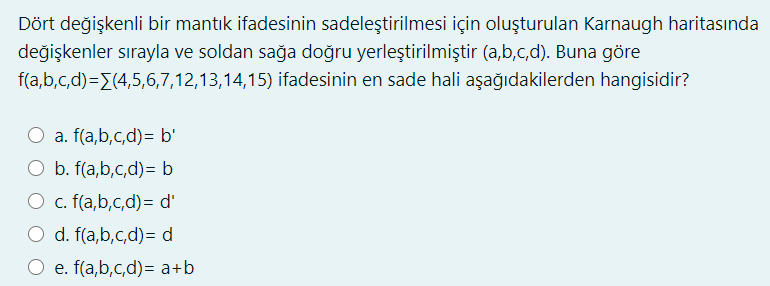 Dört değişkenli bir mantık ifadesinin sadeleştirilmesi için oluşturulan Karnaugh haritasında
değişkenler sırayla ve soldan sağa doğru yerleştirilmiştir (a,b,c,d). Buna göre
f(a,b,c,d)=∑(4,5,6,7,12,13,14,15) ifadesinin en sade hali aşağıdakilerden hangisidir?
a. f(a,b,c,d)= b'
b. f(a,b,c,d)= b
c. f(a,b,c,d)= d'
d. f(a,b,c,d)= d
e. f(a,b,c,d)= a+b